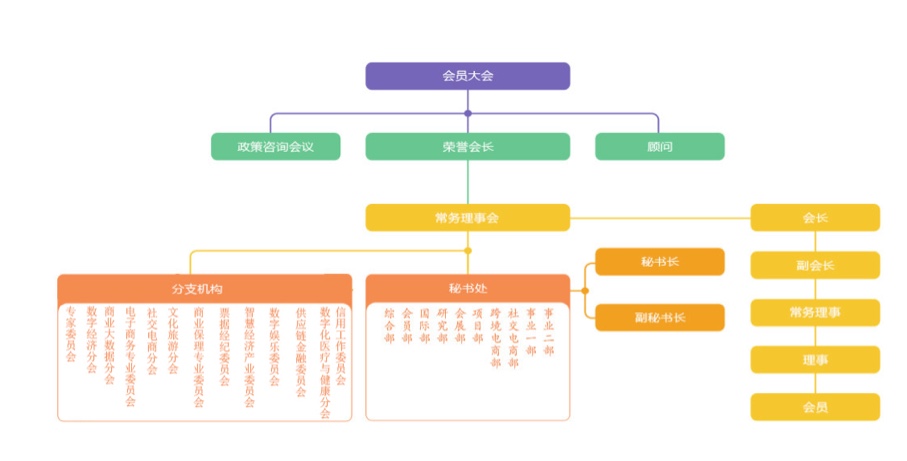 会员大会
政策咨询会议
荣誉会长
顾问
常务理事会
会长
副会长
常务理事
理事
会员
秘书长
副秘书长
分支机构
专家委员会
数字经济分会
商业大数据分会
电子商务专业委员会
社交电商分会
文化旅游分会
商业保理专业委员会
票据经纪委员会
智慧经济产业委员会
数字娱乐委员会
供应链金融委员会
数字化医疗与健康分会
信用工作委员会
秘书处
综合部
会员部
国际部
研究部
会展部
项目部
跨境电商部
社交电商部
事业一部
事业二部